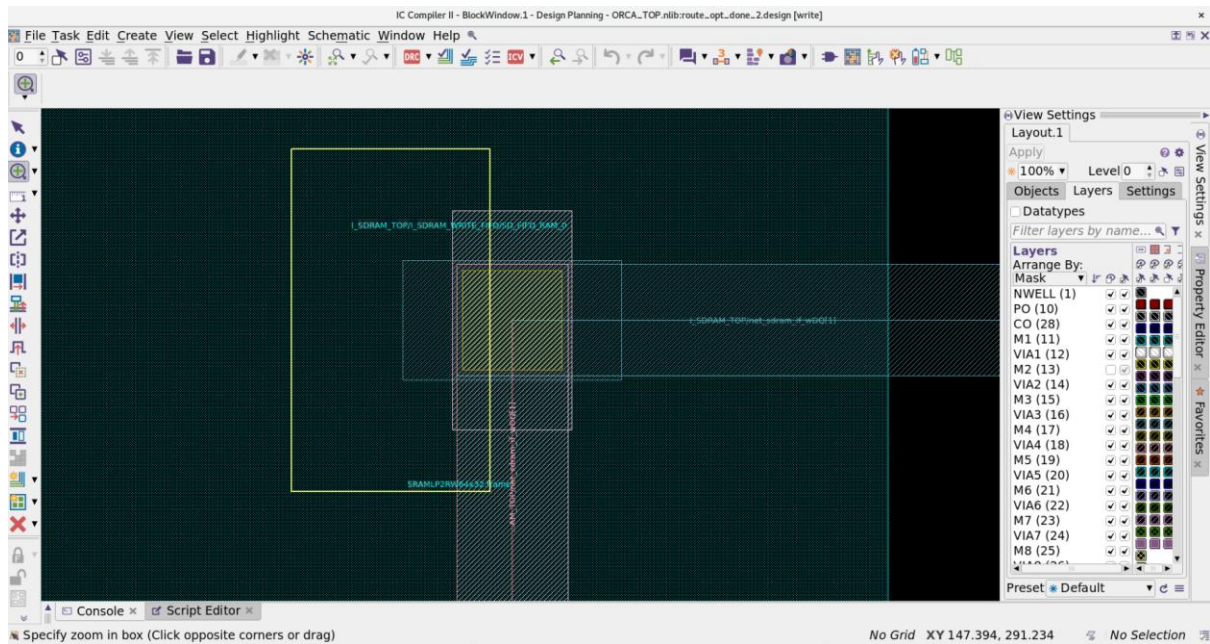 IC Compiler II - BlockWindow.1 - Design Planning - ORCA_TOP.nlib:route_opt_done_2.design [write]
File Task Edit Create View Select Highlight Schematic Window Help
0
DRC
ICV
View Settings
Layout.1
Apply
100% Level 0
Objects Layers Settings
Datatypes
Filter layers by name...
Layers
Arrange By:
Mask
NWELL (1)
PO (10)
CO (28)
M1 (11)
VIA1 (12)
M2 (13)
VIA2 (14)
M3 (15)
VIA3 (16)
M4 (17)
VIA4 (18)
M5 (19)
VIA5 (20)
M6 (21)
VIA6 (22)
M7 (23)
VIA7 (24)
M8 (25)
Preset Default
View Settings
Property Editor
Favorites
I_SDRAM_TOP/I_SDRAM_WRITE_FIFO/SD_FIFO_RAM_0
I_SDRAM_TOP/net_sdram_if_wDQ[1]
SRAMLP2RW64x32.frame
Console
Script Editor
Specify zoom in box (Click opposite corners or drag)
No Grid XY 147.394, 291.234 No Selection